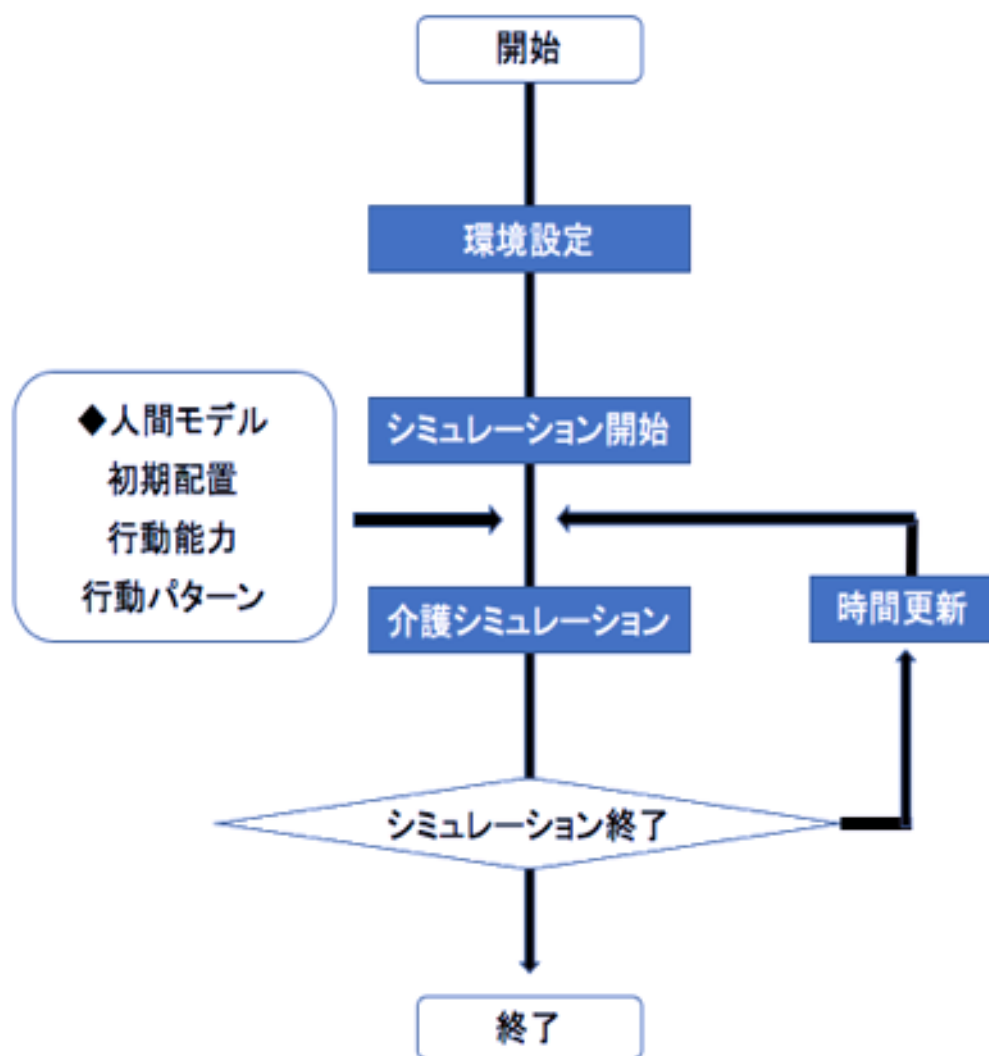 開始
環境設定
シミュレーション開始
◆人間モデル
初期配置
行動能力
行動パターン
介護シミュレーション
時間更新
シミュレーション終了
終了